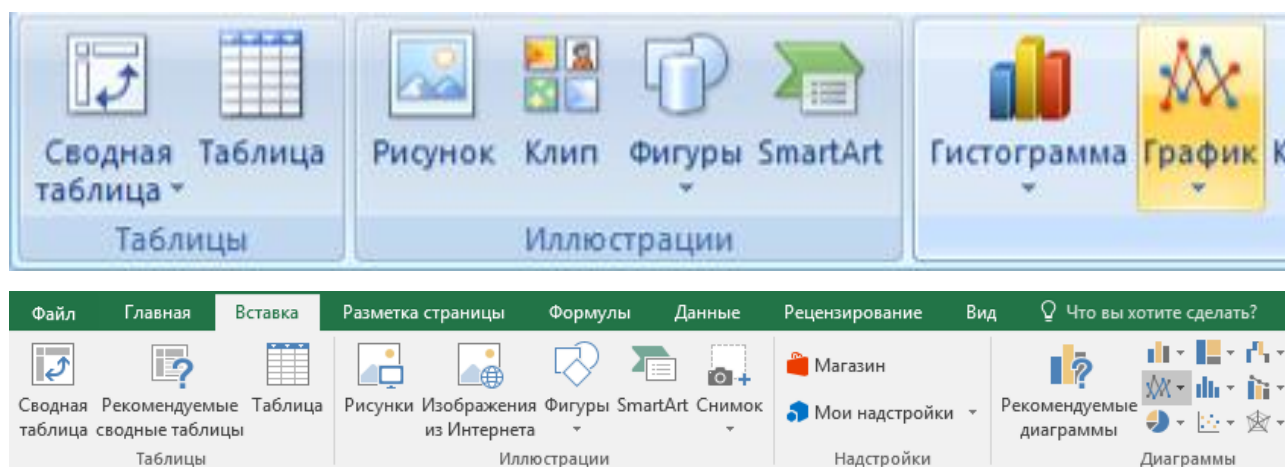 Сводная таблица
Таблица
Рисунок
Клип
Фигуры
SmartArt
Гистограмма
График
К
Таблицы
Иллюстрации
Файл Главная Вставка Разметка страницы Формулы Данные Рецензирование Вид Что вы хотите сделать?
Сводная таблица
Рекомендуемые сводные таблицы
Таблица
Рисунки
Изображения из Интернета
Фигуры
SmartArt
Снимок
Магазин
Мои надстройки
Рекомендуемые диаграммы
Таблицы
Иллюстрации
Надстройки
Диаграммы